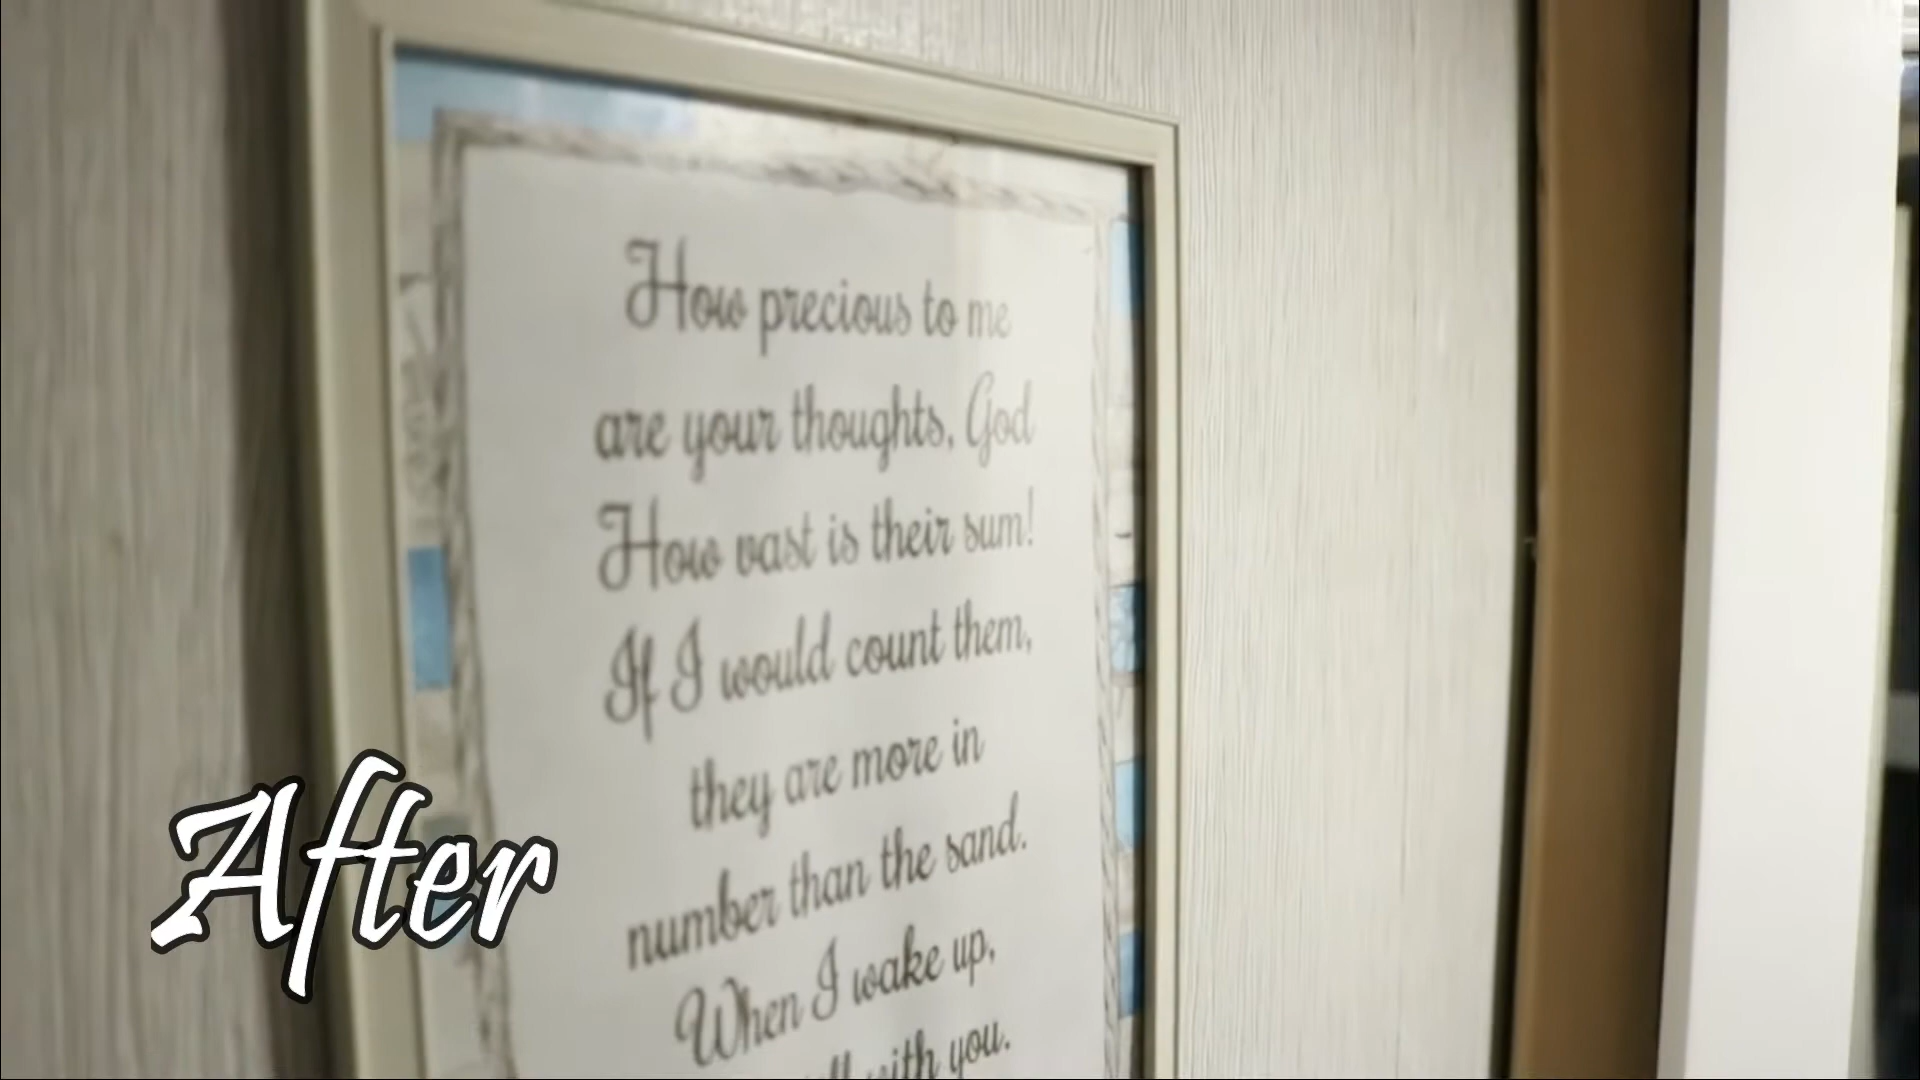 How precious to me
are your thoughts, God
How vast is their sum!
If I would count them,
they are more in
number than the sand.
When I wake up,
with you.
After